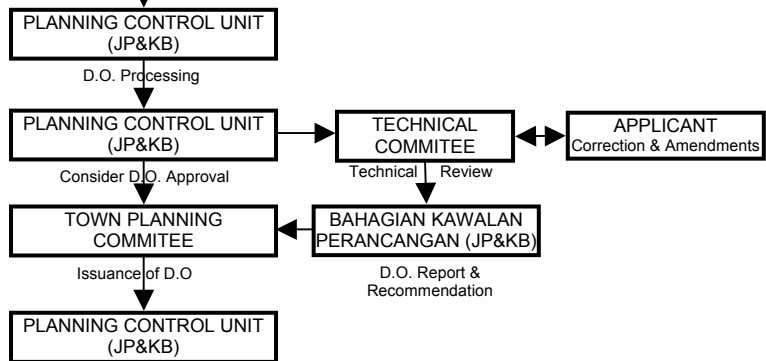 PLANNING CONTROL UNIT
(JP&KB)
D.O. Processing
PLANNING CONTROL UNIT
(JP&KB)
TECHNICAL
COMMITEE
APPLICANT
Correction & Amendments
Consider D.O. Approval
Technical Review
TOWN PLANNING
COMMITEE
BAHAGIAN KAWALAN
PERANCANGAN (JP&KB)
Issuance of D.O
D.O. Report &
Recommendation
PLANNING CONTROL UNIT
(JP&KB)